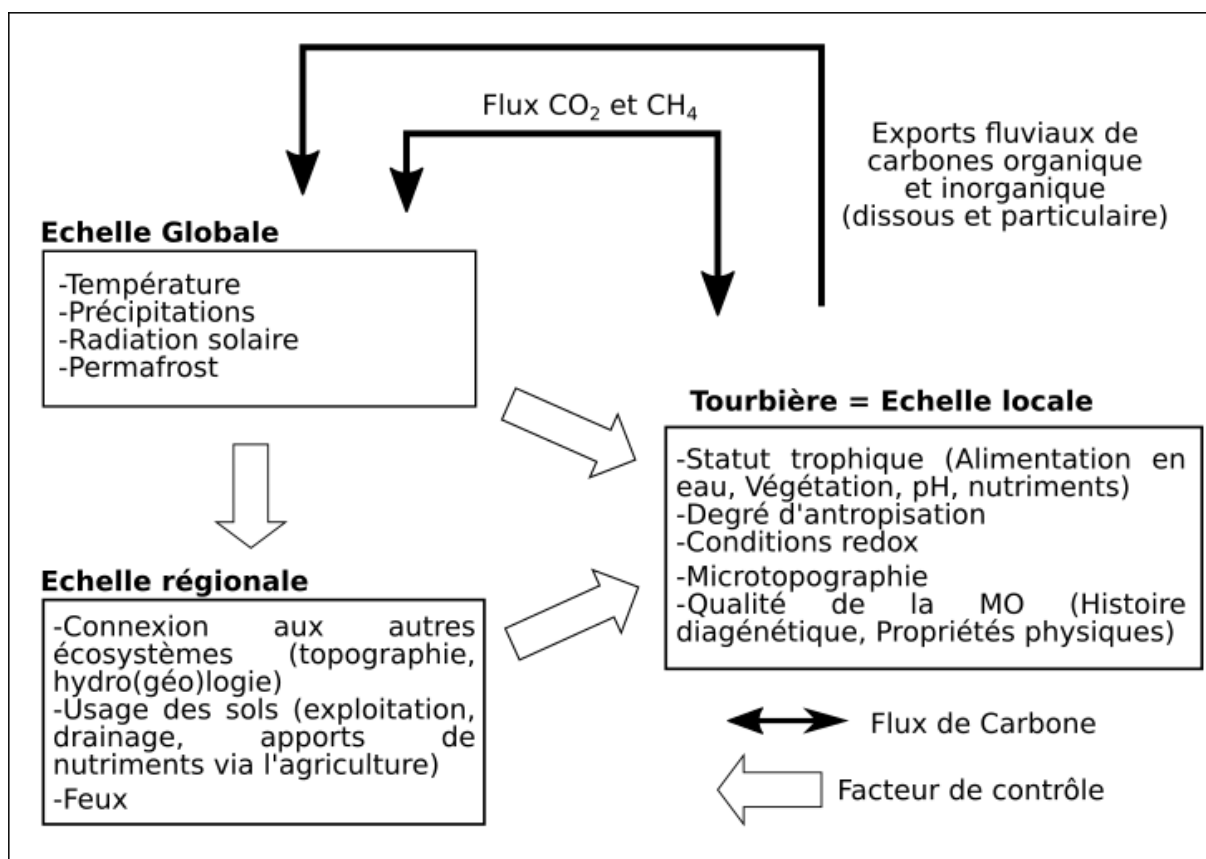 Flux CO₂ et CH₄
Exports fluviaux de
carbones organique
et inorganique
(dissous et particulaire)
Echelle Globale
-Température
-Précipitations
-Radiation solaire
-Permafrost
Tourbière = Echelle locale
-Statut trophique (Alimentation en
eau, Végétation, pH, nutriments)
-Degré d'antropisation
-Conditions redox
-Microtopographie
-Qualité de la MO (Histoire
diagénétique, Propriétés physiques)
Echelle régionale
-Connexion aux autres
écosystèmes (topographie,
hydro(géo)logie)
-Usage des sols (exploitation,
drainage, apports de
nutriments via l'agriculture)
-Feux
Flux de Carbone
Facteur de contrôle